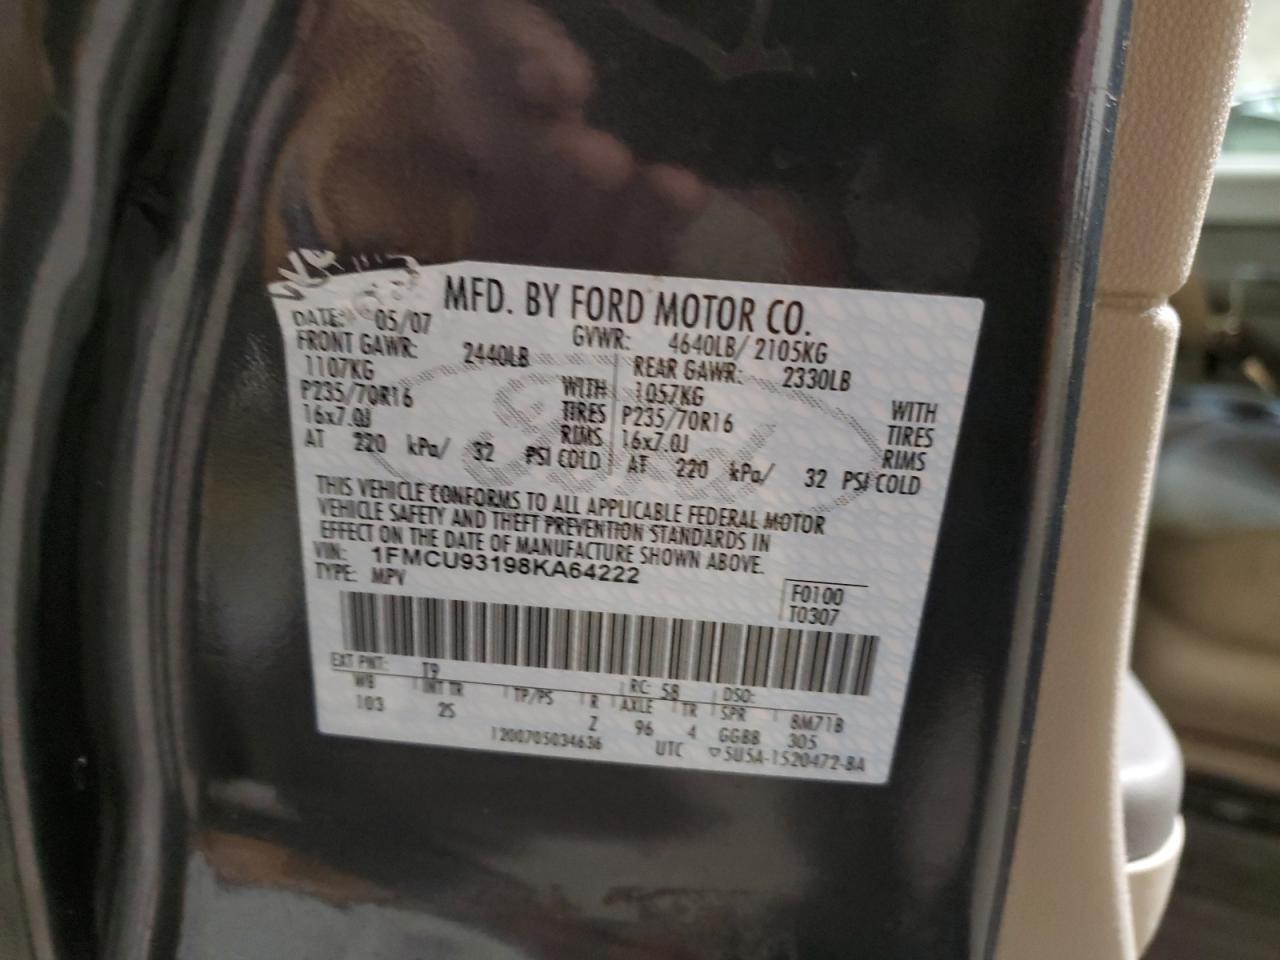 MFD. BY FORD MOTOR CO.
DATE: 05/07 GVWR: 4640LB/ 2105KG
FRONT GAWR: 2440LB REAR GAWR: 2330LB
1107KG WITH 1057KG WITH
P235/70R16 TIRES P235/70R16 TIRES
16x7.0J RIMS 16x7.0J RIMS
AT 220 kPa/ 32 PSI COLD AT 220 kPa/ 32 PSI COLD
THIS VEHICLE CONFORMS TO ALL APPLICABLE FEDERAL MOTOR
VEHICLE SAFETY AND THEFT PREVENTION STANDARDS IN
EFFECT ON THE DATE OF MANUFACTURE SHOWN ABOVE.
VIN: 1FMCU93198KA64222
TYPE: MPV
F0100
T0307
EXT PNT: T9 RC: 58 DSO:
WB INT TR TP/PS R AXLE TR SPR BM71B
103 2S Z 96 4 GGBB 305
1200705034636 UTC ▽5U5A-1520472-BA